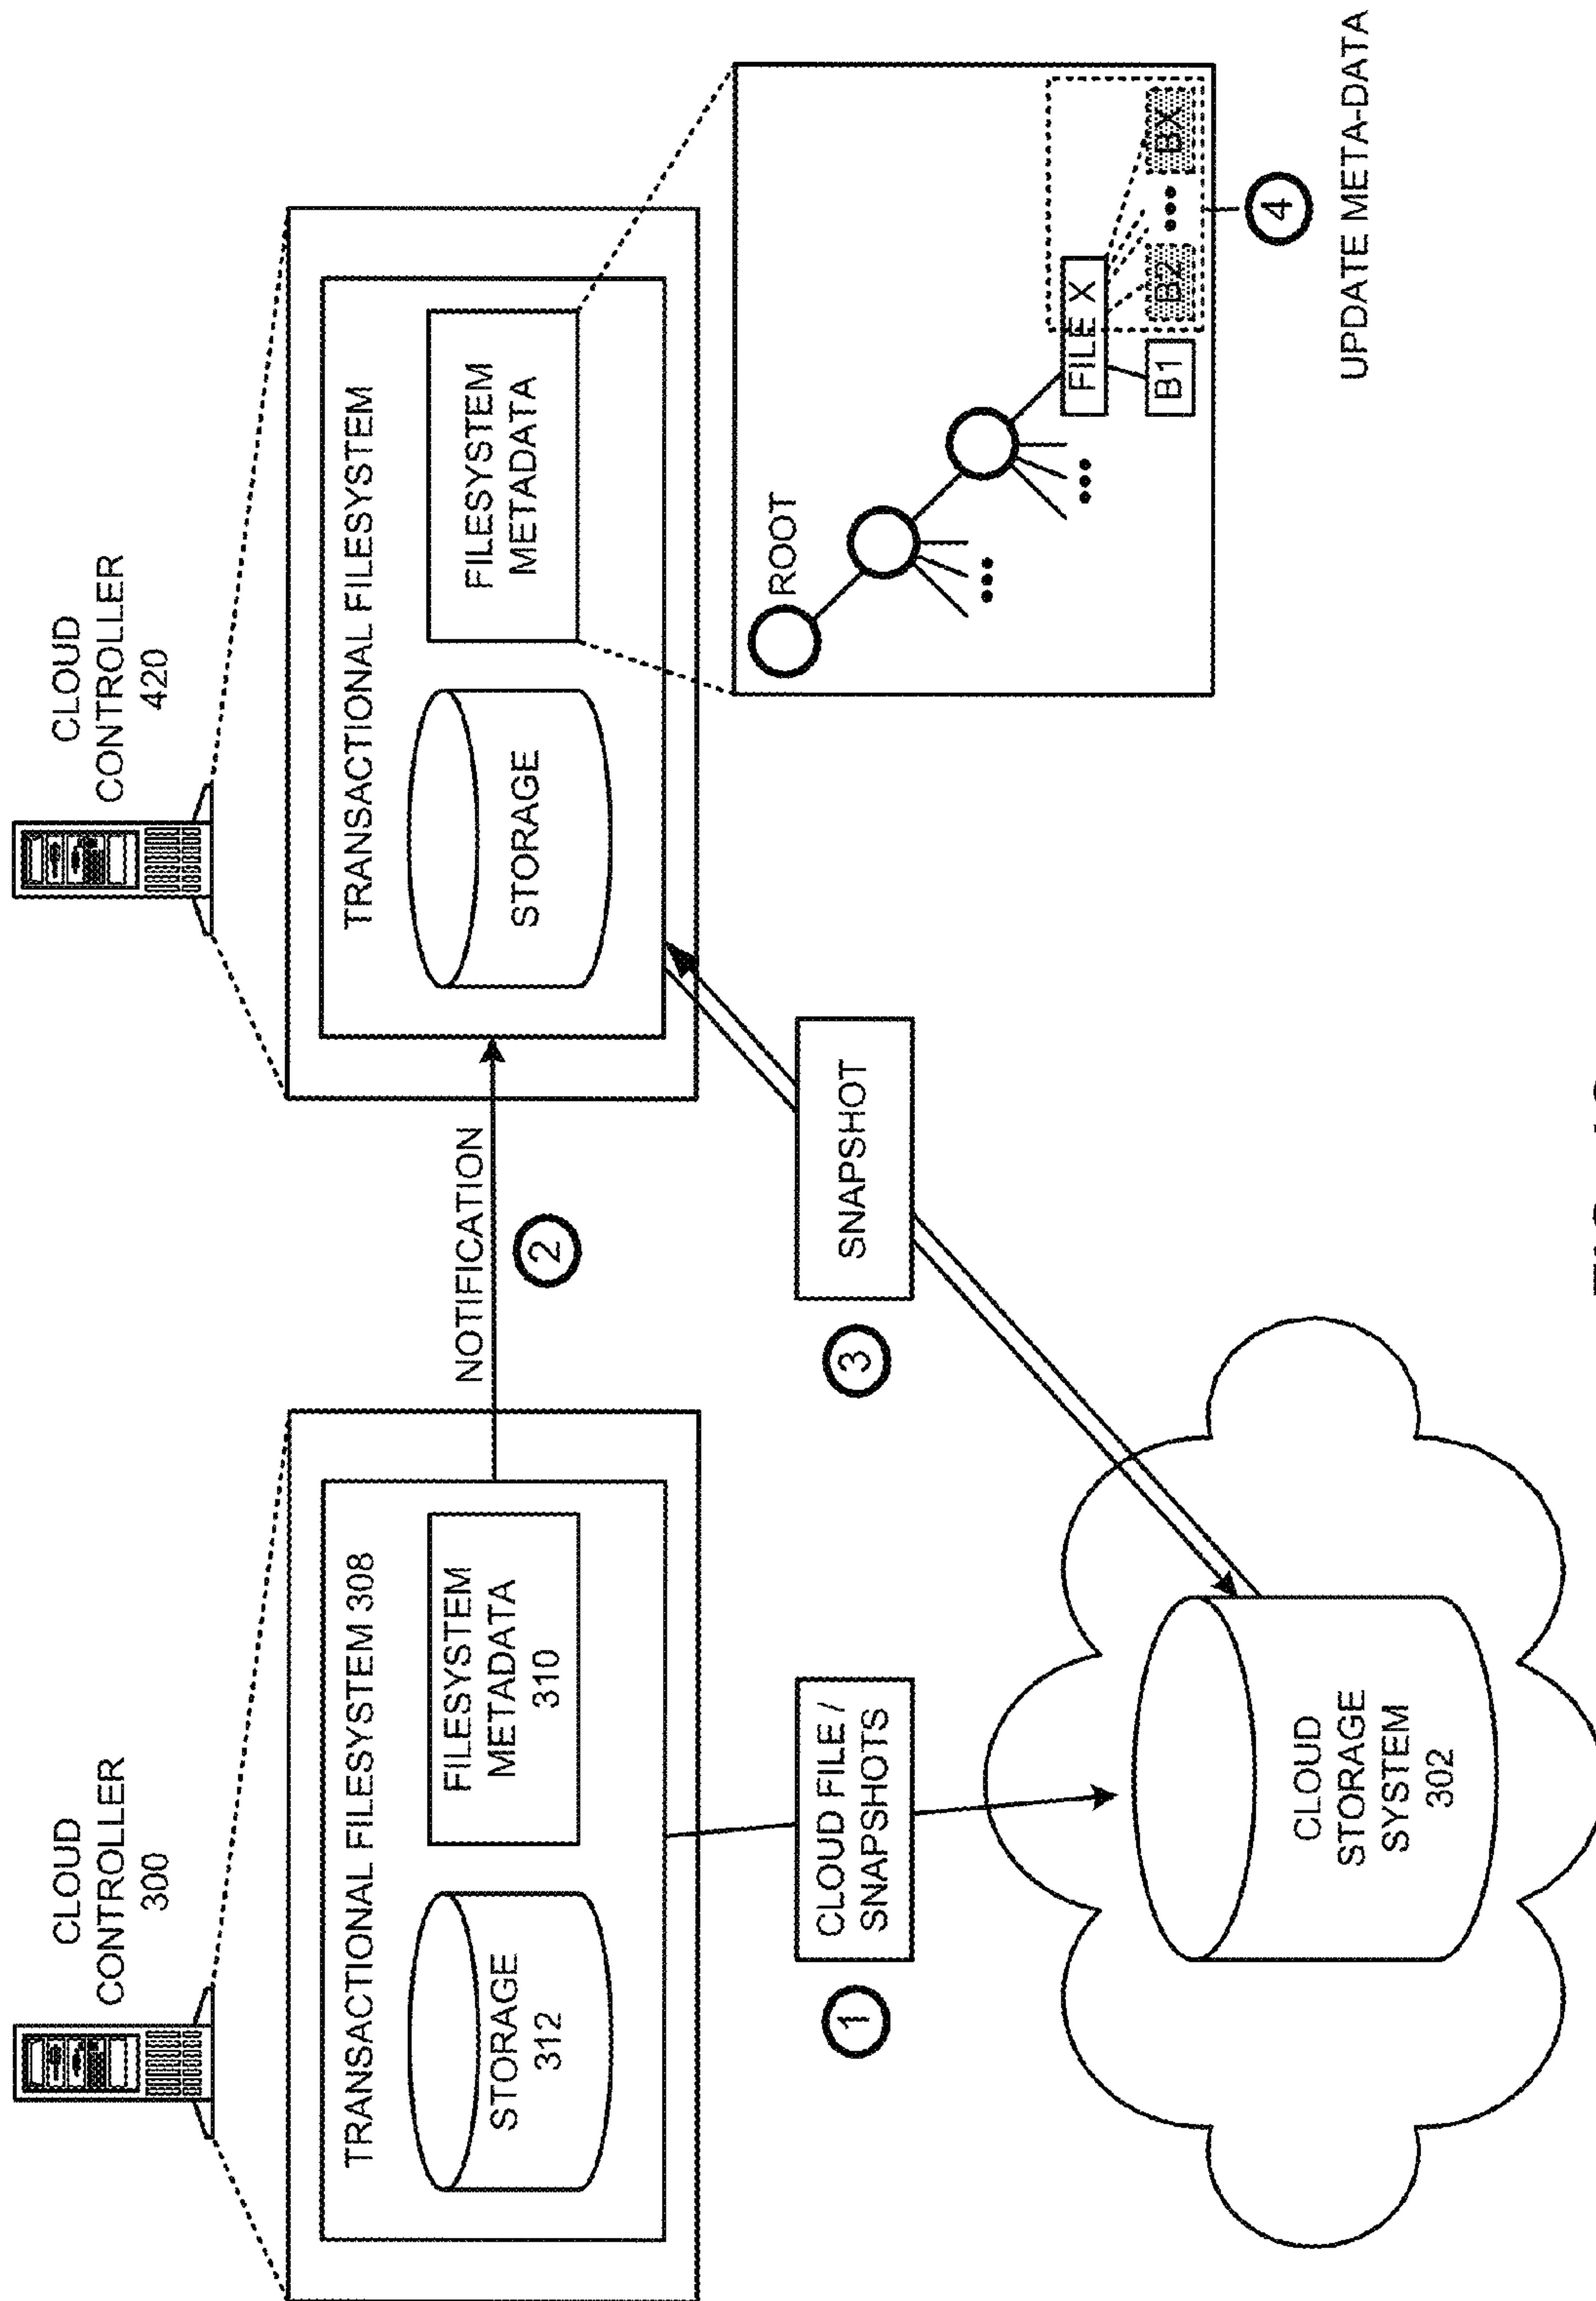 CLOUD
CONTROLLER
300
TRANSACTIONAL FILESYSTEM 308
STORAGE
312
FILESYSTEM
METADATA
310
NOTIFICATION
2
CLOUD
CONTROLLER
420
TRANSACTIONAL FILESYSTEM
STORAGE
FILESYSTEM
METADATA
1
CLOUD FILE /
SNAPSHOTS
3
SNAPSHOT
ROOT
FILE X
B1
B2
BX
4
UPDATE META-DATA
CLOUD
STORAGE
SYSTEM
302